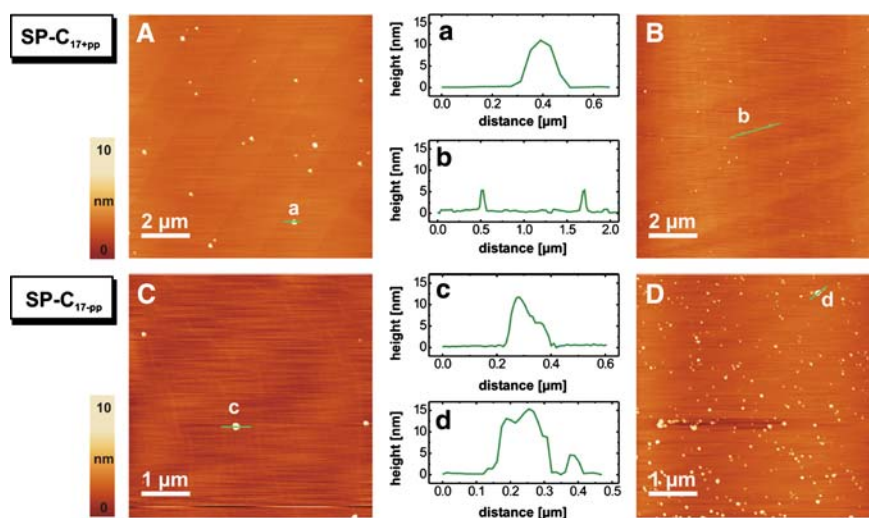 SP-C17+pp
A
a
2 µm
10
nm
0
a
height [nm]
15
10
5
0
0.0 0.2 0.4 0.6
distance [µm]
b
height [nm]
15
10
5
0
0.0 0.5 1.0 1.5 2.0
distance [µm]
B
b
2 µm
SP-C17-pp
C
c
1 µm
10
nm
0
c
height [nm]
15
10
5
0
0.0 0.2 0.4 0.6
distance [µm]
d
height [nm]
15
10
5
0
0.0 0.1 0.2 0.3 0.4 0.5
distance [µm]
D
d
1 µm